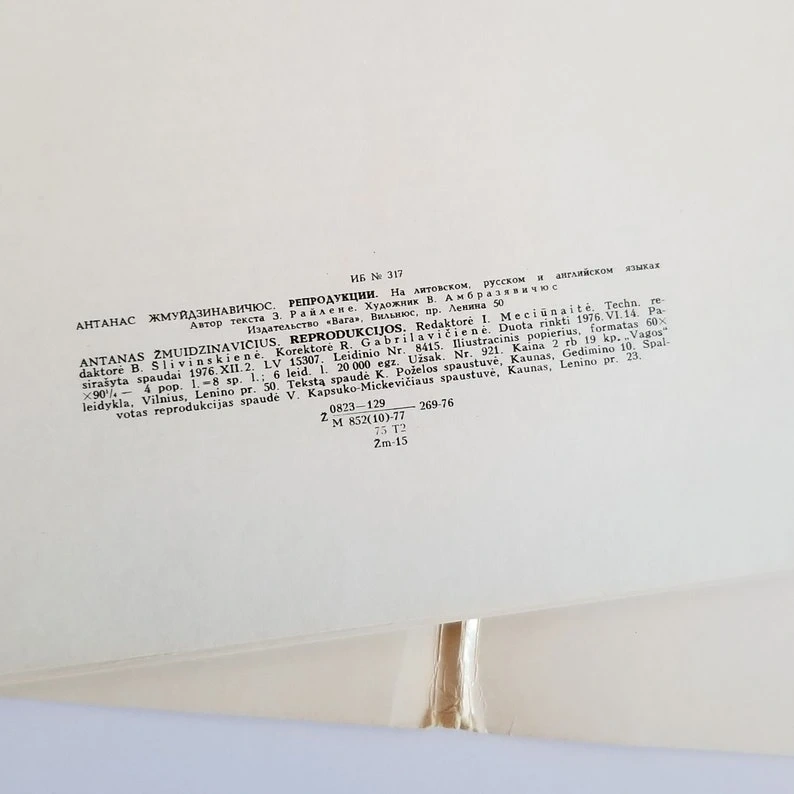 ИБ № 317
АНТАНАС ЖМУЙДЗИНАВИЧЮС. РЕПРОДУКЦИИ. На литовском, русском и английском языках
Автор текста З. Райлене. Художник В. Амбразявичюс
Издательство «Вага», Вильнюс, пр. Ленина 50
ANTANAS ŽMUIDZINAVIČIUS. REPRODUKCIJOS. Redaktorė I. Mečiūnaitė. Techn. re-
daktorė B. Slivinskienė. Korektorė R. Gabrilavičienė. Duota rinkti 1976.VI.14. Pa-
sirašyta spaudai 1976.XII.2. LV 15307. Leidinio Nr. 8415. Iliustracinis popierius, formatas 60×
×90¹/₄ — 4 pop. l.=8 sp. l.; 6 leid. l. 20 000 egz. Užsak. Nr. 921. Kaina 2 rb 19 kp. „Vagos“
leidykla, Vilnius, Lenino pr. 50. Tekstą spaudė K. Poželos spaustuvė, Kaunas, Gedimino 10. Spal-
votas reprodukcijas spaudė V. Kapsuko-Mickevičiaus spaustuvė, Kaunas, Lenino pr. 23.
Ž 0823—129
M 852(10)-77 269-76
75 T2
Žm-15